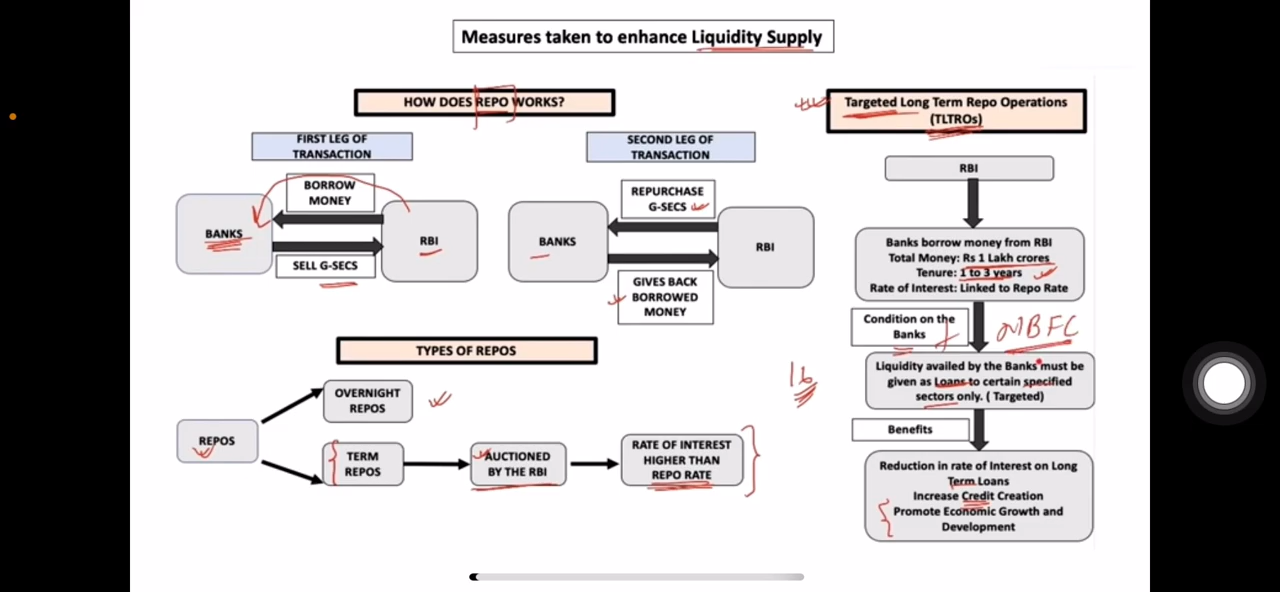 Measures taken to enhance Liquidity Supply
HOW DOES REPO WORKS?
FIRST LEG OF
TRANSACTION
BORROW
MONEY
BANKS
RBI
SELL G-SECS
SECOND LEG OF
TRANSACTION
REPURCHASE
G-SECS
BANKS
RBI
GIVES BACK
BORROWED
MONEY
TYPES OF REPOS
REPOS
OVERNIGHT
REPOS
TERM
REPOS
AUCTIONED
BY THE RBI
RATE OF INTEREST
HIGHER THAN
REPO RATE
16
Targeted Long Term Repo Operations
(TLTROs)
RBI
Banks borrow money from RBI
Total Money: Rs 1 Lakh crores
Tenure: 1 to 3 years
Rate of Interest: Linked to Repo Rate
Condition on the
Banks
NBFC
Liquidity availed by the Banks must be
given as Loans to certain specified
sectors only. ( Targeted)
Benefits
Reduction in rate of Interest on Long
Term Loans
Increase Credit Creation
Promote Economic Growth and
Development